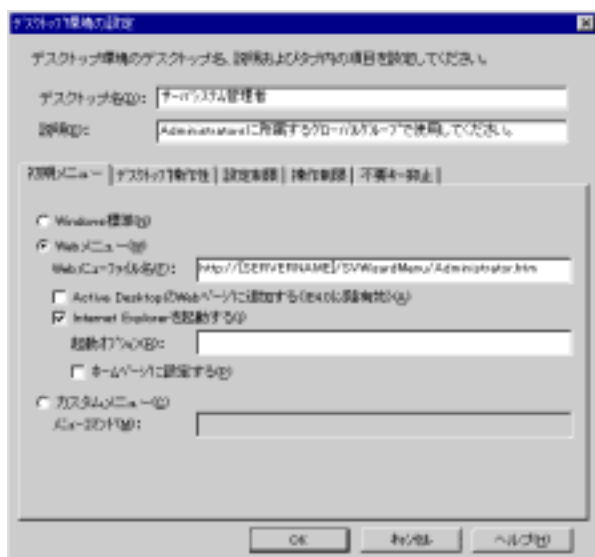 デスクトップ環境の設定
デスクトップ環境のデスクトップ名、説明およびタブ内の項目を設定してください。
デスクトップ名(D): サーバシステム管理者
説明(E): Administratorsに所属するグローバルグループで使用してください。
初期メニュー デスクトップ操作性 設定制限 操作制限 不要キー抑止
Windows標準(W)
Webメニュー(W)
Webメニューファイル名(F): http://[SERVERNAME]/SVWizardMenu/Administrator.htm
Active DesktopのWebページに追加する(IE4.0以降有効)(A)
Internet Explorerを起動する(I)
起動オプション(B):
ホームページに設定する(P)
カスタムメニュー(C)
メニューコマンド(M):
OK キャンセル ヘルプ(H)